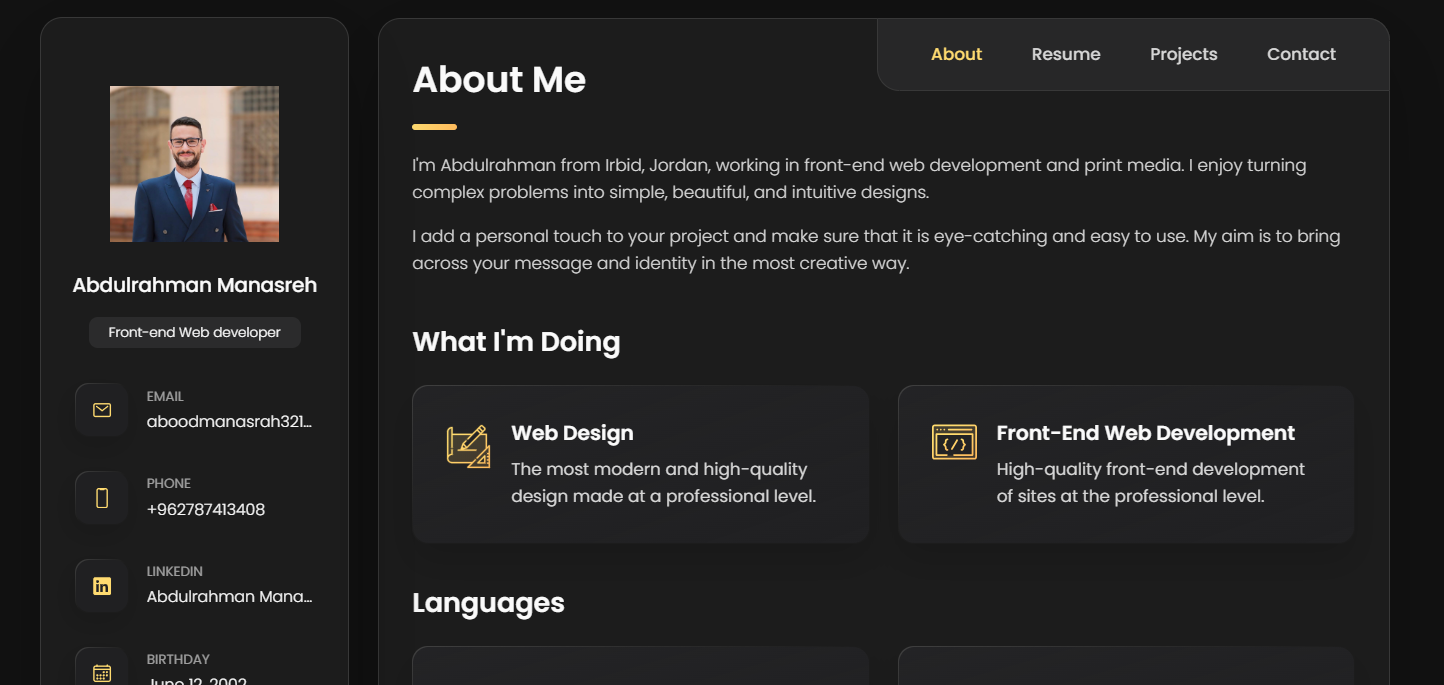 Abdulrahman Manasreh
Front-end Web developer
EMAIL
aboodmanasrah321...
PHONE
+962787413408
LINKEDIN
Abdulrahman Mana...
BIRTHDAY
June 12, 2002
About
Resume
Projects
Contact
About Me
I'm Abdulrahman from Irbid, Jordan, working in front-end web development and print media. I enjoy turning
complex problems into simple, beautiful, and intuitive designs.
I add a personal touch to your project and make sure that it is eye-catching and easy to use. My aim is to bring
across your message and identity in the most creative way.
What I'm Doing
Web Design
The most modern and high-quality
design made at a professional level.
Front-End Web Development
High-quality front-end development
of sites at the professional level.
Languages